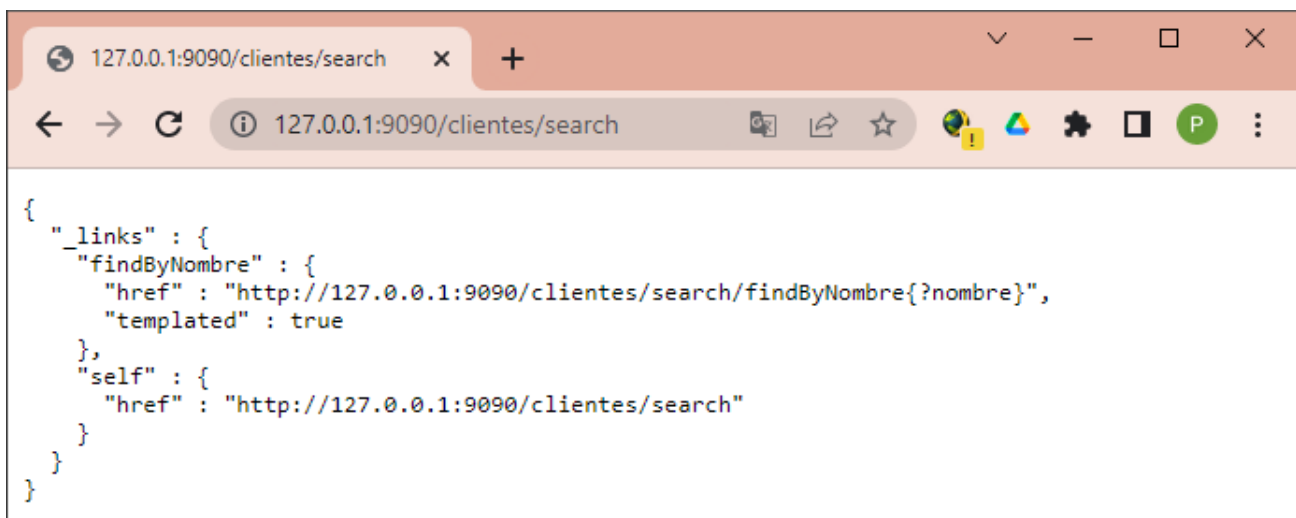 127.0.0.1:9090/clientes/search
127.0.0.1:9090/clientes/search
P
{
  "_links" : {
    "findByNombre" : {
      "href" : "http://127.0.0.1:9090/clientes/search/findByNombre{?nombre}",
      "templated" : true
    },
    "self" : {
      "href" : "http://127.0.0.1:9090/clientes/search"
    }
  }
}